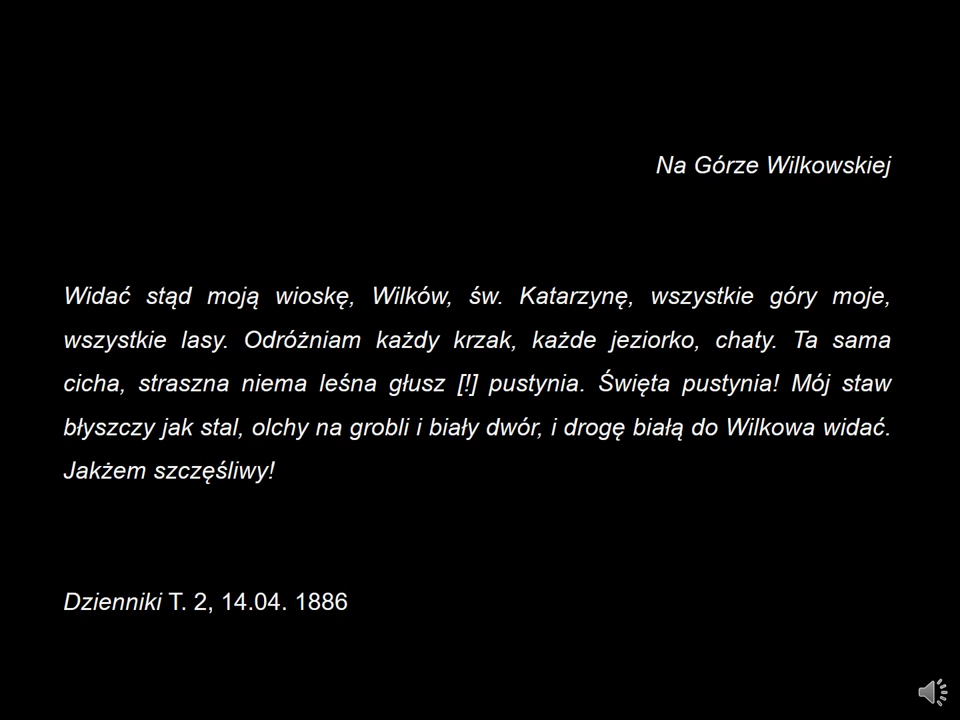 Na Górze Wilkowskiej
Widać stąd moją wioskę, Wilków, św. Katarzynę, wszystkie góry moje,
wszystkie lasy. Odróżniam każdy krzak, każde jeziorko, chaty. Ta sama
cicha, straszna niema leśna głusz [!] pustynia. Święta pustynia! Mój staw
błyszczy jak stal, olchy na grobli i biały dwór, i drogę białą do Wilkowa widać.
Jakżem szczęśliwy!
Dzienniki T. 2, 14.04. 1886